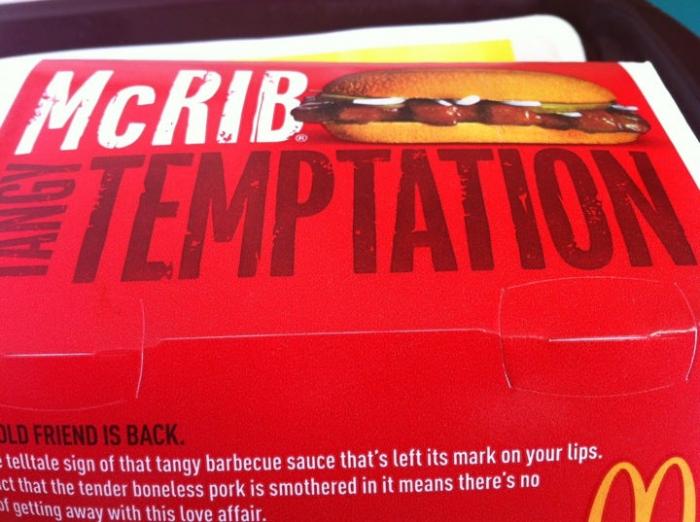 McRIB®
TANGY TEMPTATION
OLD FRIEND IS BACK.
telltale sign of that tangy barbecue sauce that's left its mark on your lips.
that the tender boneless pork is smothered in it means there's no
of getting away with this love affair.